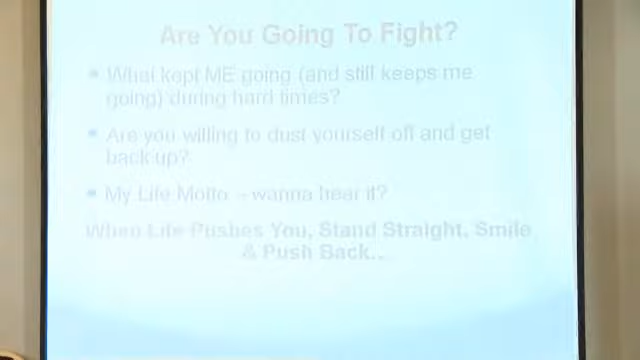 Are You Going To Fight?
What kept ME going (and still keeps me
going) during hard times?
Are you willing to dust yourself off and get
back up?
My Life Motto – wanna hear it?
When Life Pushes You, Stand Straight, Smile
& Push Back...